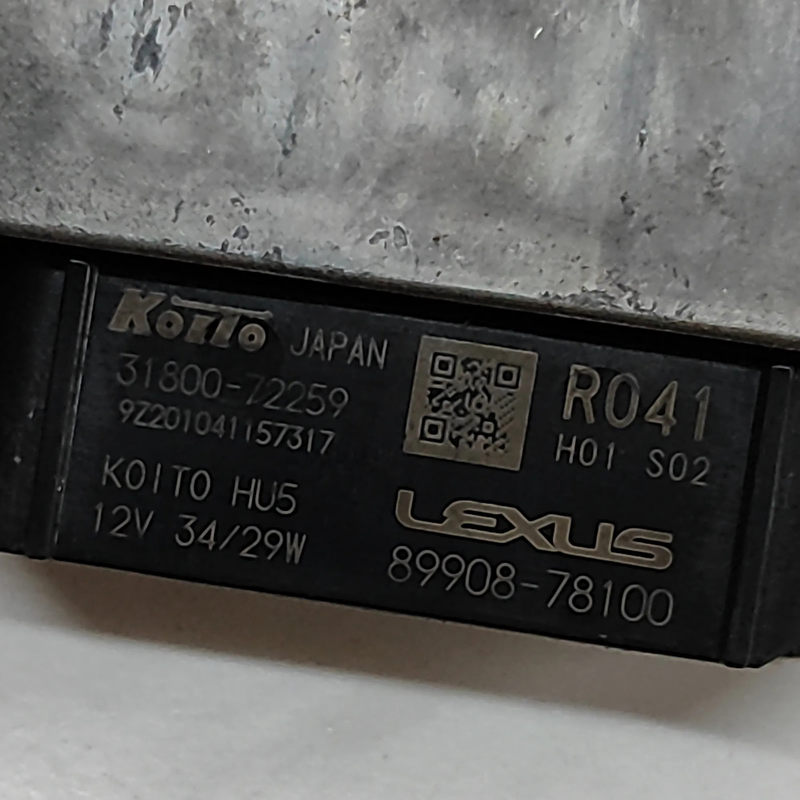 KOITO JAPAN
31800-72259
9Z201041157317
KOITO HU5
12V 34/29W
R041
H01 S02
LEXUS
89908-78100